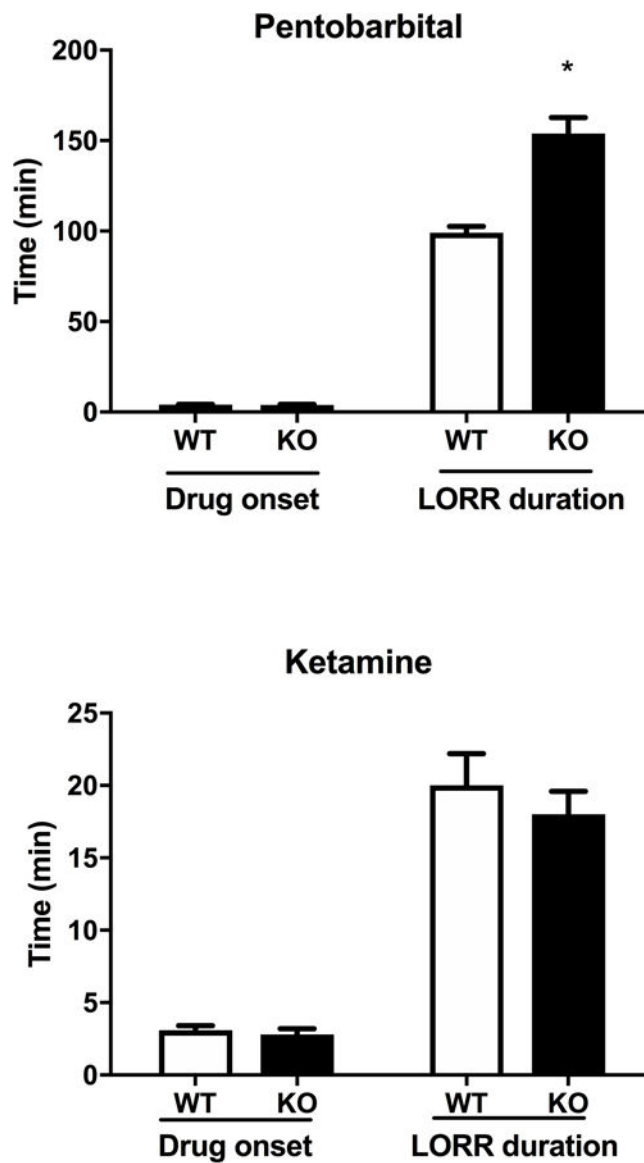 Pentobarbital
200
*
150
100
50
0
Time (min)
WT KO WT KO
Drug onset LORR duration
Ketamine
25
20
15
10
5
0
Time (min)
WT KO WT KO
Drug onset LORR duration